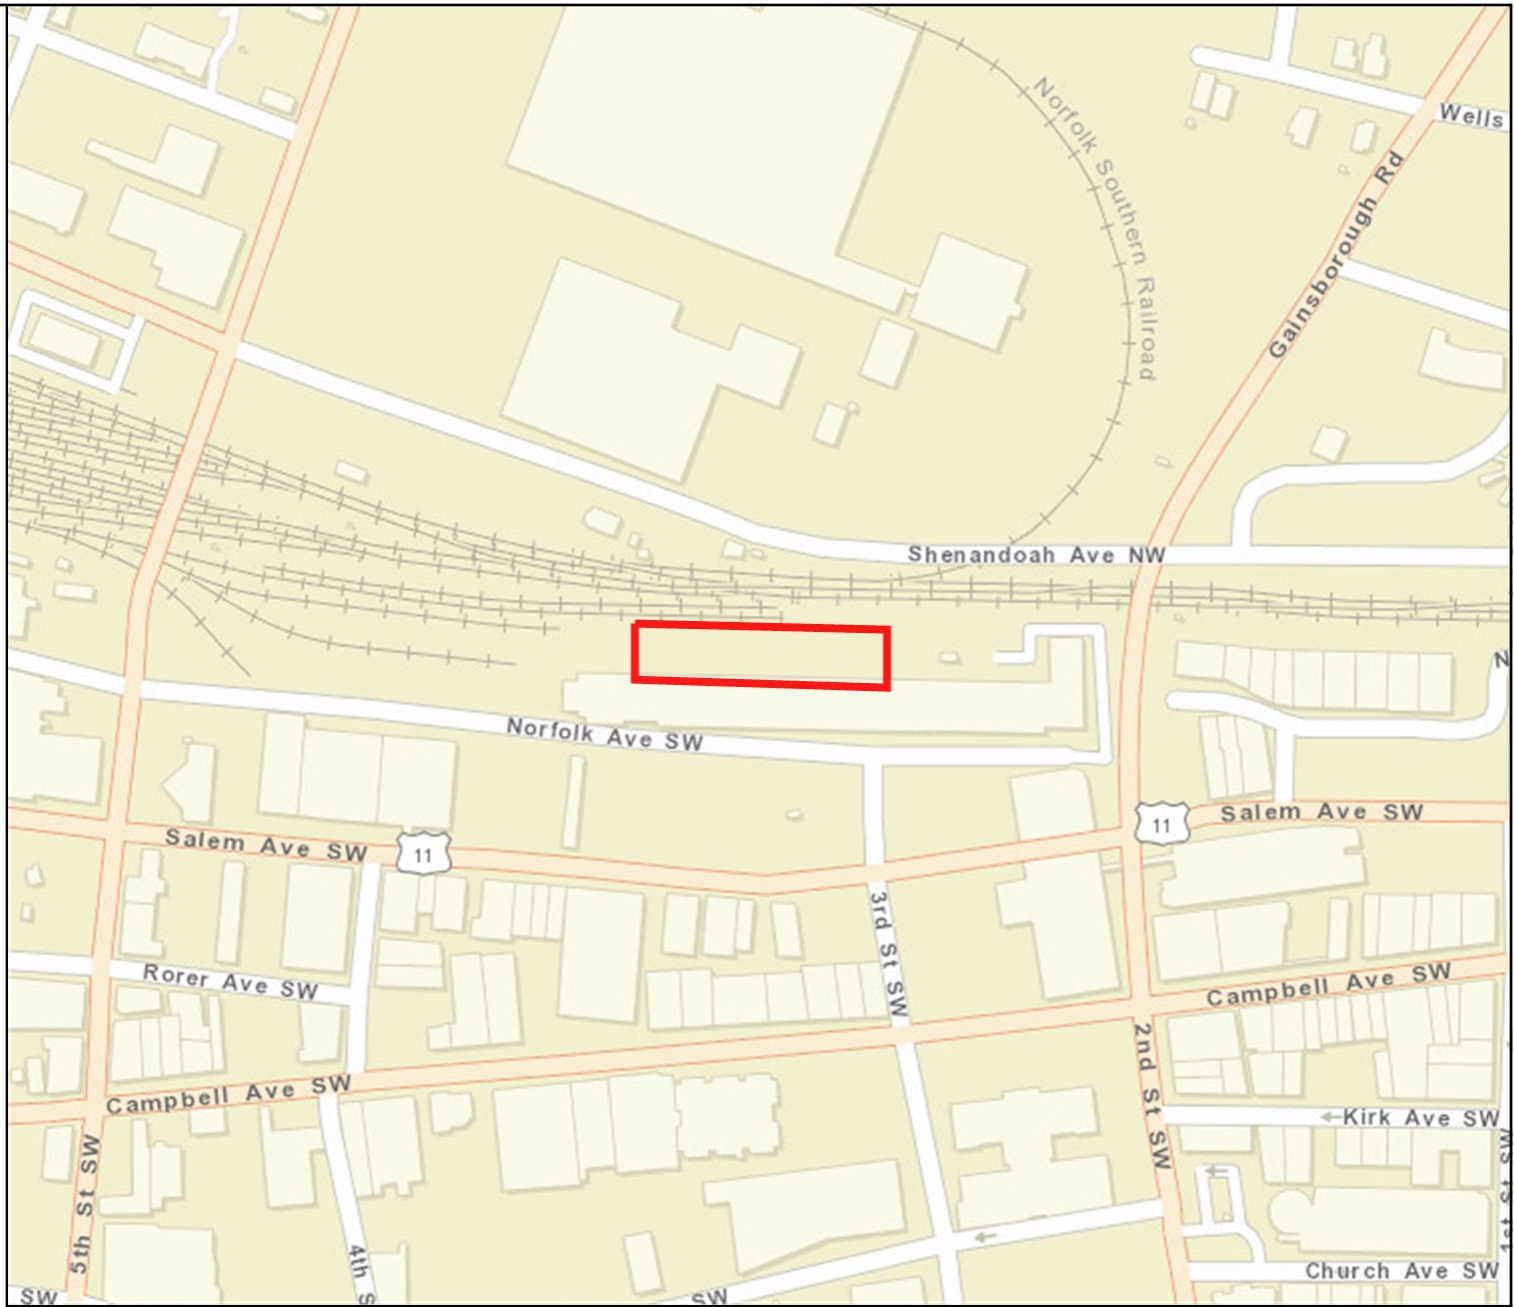 Wells
Norfolk Southern Railroad
Gainsborough Rd
Shenandoah Ave NW
N
Norfolk Ave SW
Salem Ave SW
11
11
Salem Ave SW
3rd St SW
Rorer Ave SW
Campbell Ave SW
Campbell Ave SW
2nd St SW
Kirk Ave SW
5th St SW
4th S
1st St SW
Church Ave SW
SW
SW